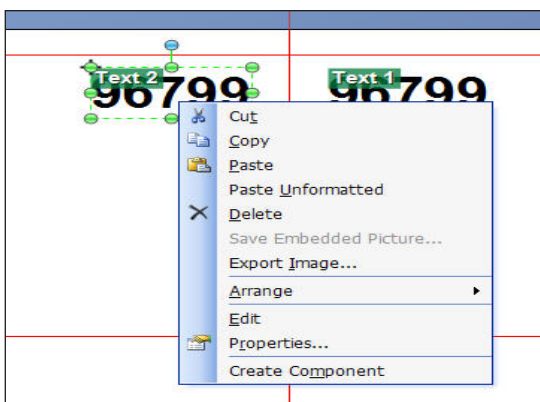 Text 2 Text 1
96799 96799
Cut
Copy
Paste
Paste Unformatted
Delete
Save Embedded Picture...
Export Image...
Arrange
Edit
Properties...
Create Component